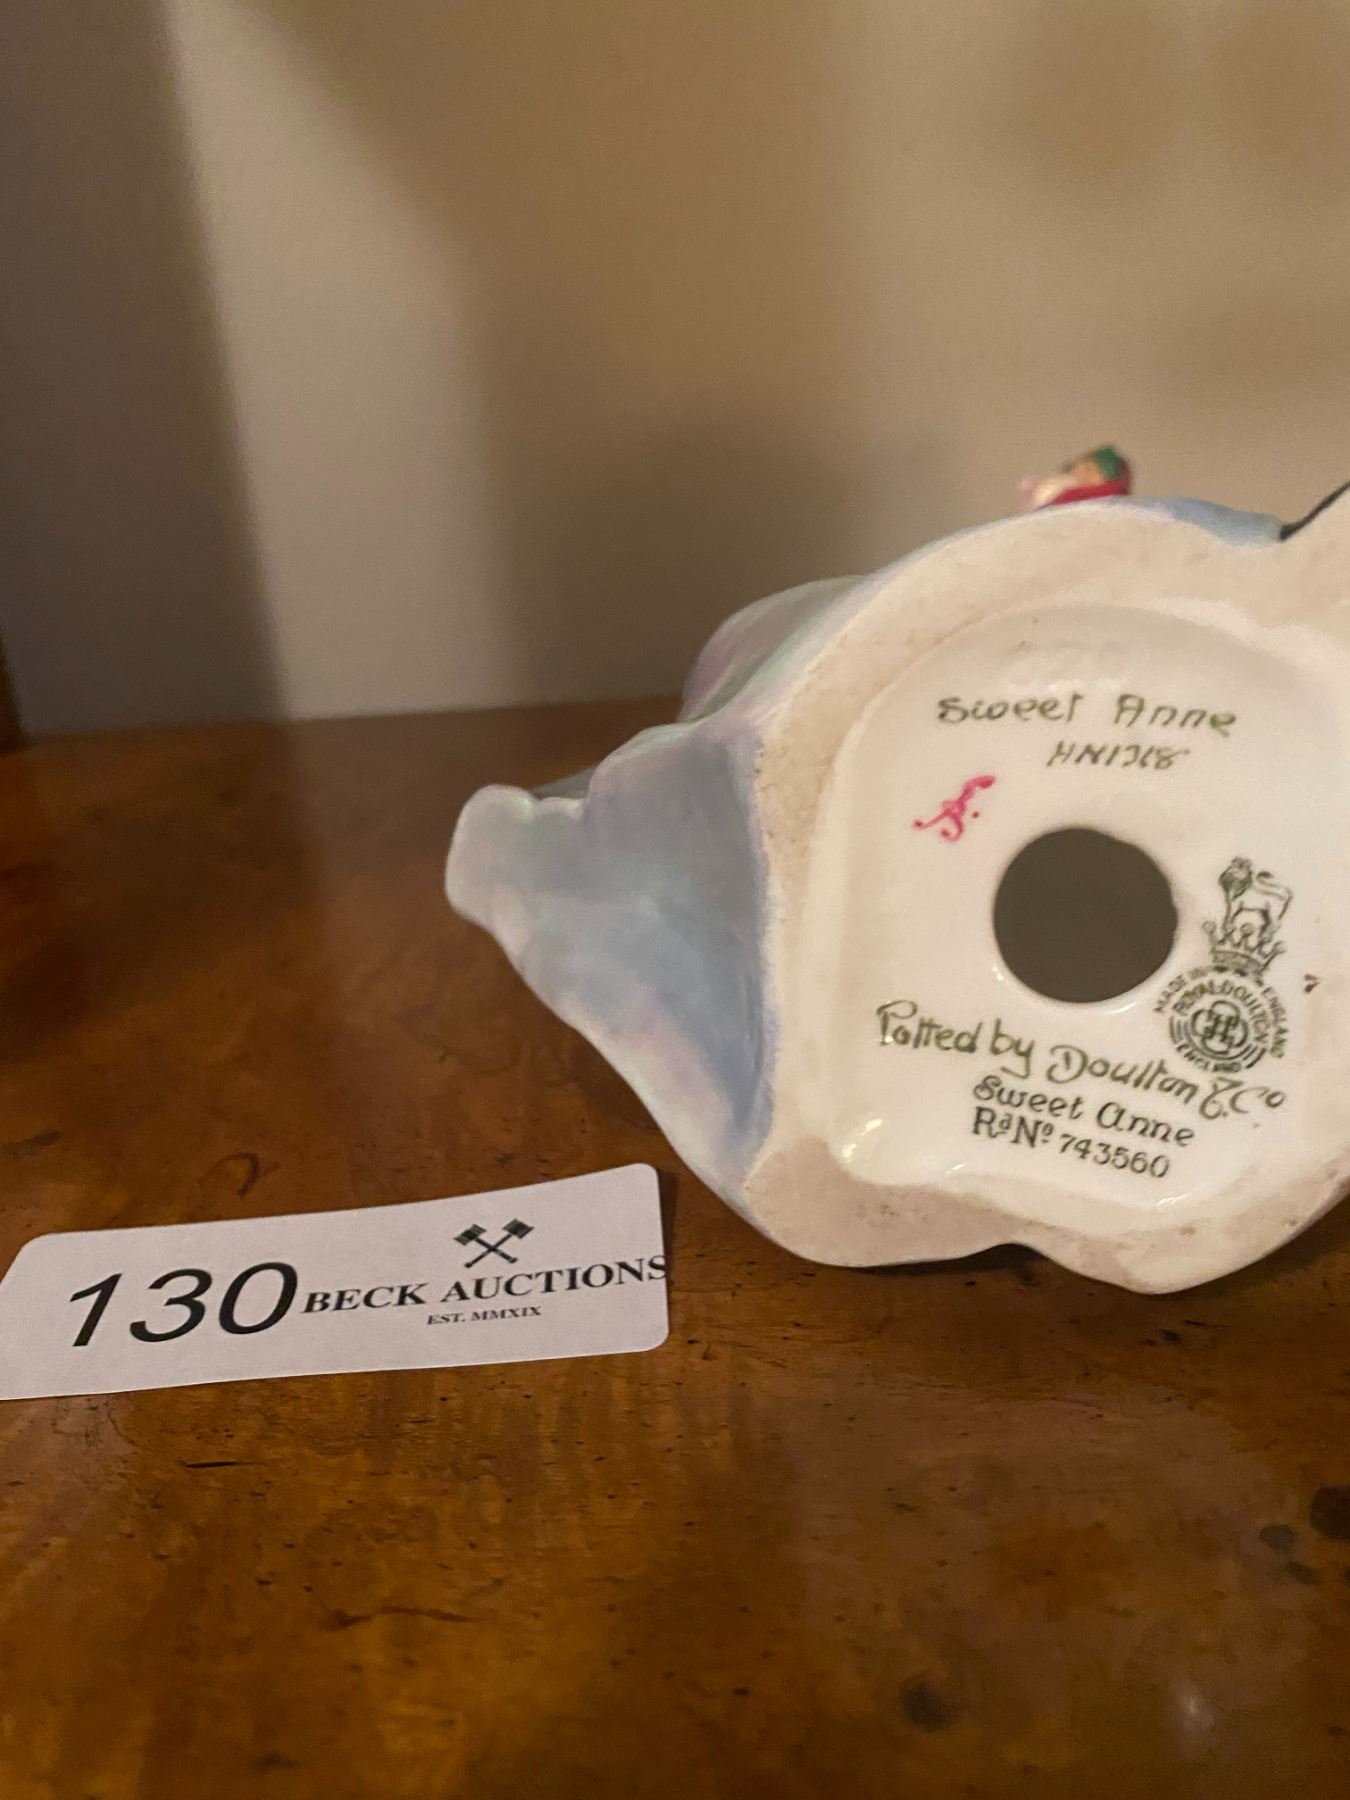 Sweet Anne
HN1318
MADE IN ENGLAND
ROYAL DOULTON
ENGLAND
Potted by Doulton & Co
Sweet Anne
Rd No 743560
130
BECK AUCTIONS
EST. MMXIX